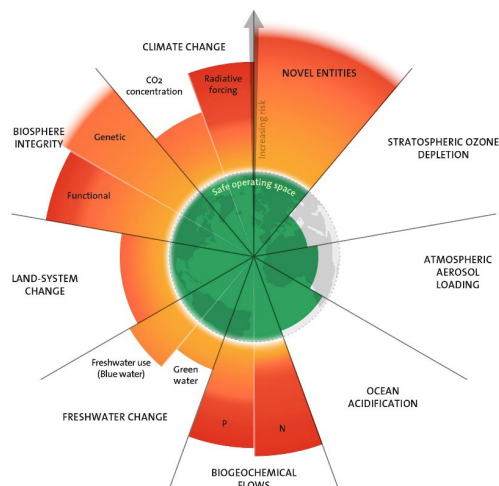 CLIMATE CHANGE
CO2
concentration
Radiative
forcing
NOVEL ENTITIES
Increasing risk
STRATOSPHERIC OZONE
DEPLETION
BIOSPHERE
INTEGRITY
Genetic
Functional
Safe operating space
ATMOSPHERIC
AEROSOL
LOADING
LAND-SYSTEM
CHANGE
Freshwater use
(Blue water)
Green
water
FRESHWATER CHANGE
OCEAN
ACIDIFICATION
P
N
BIOGEOCHEMICAL
FLOWS